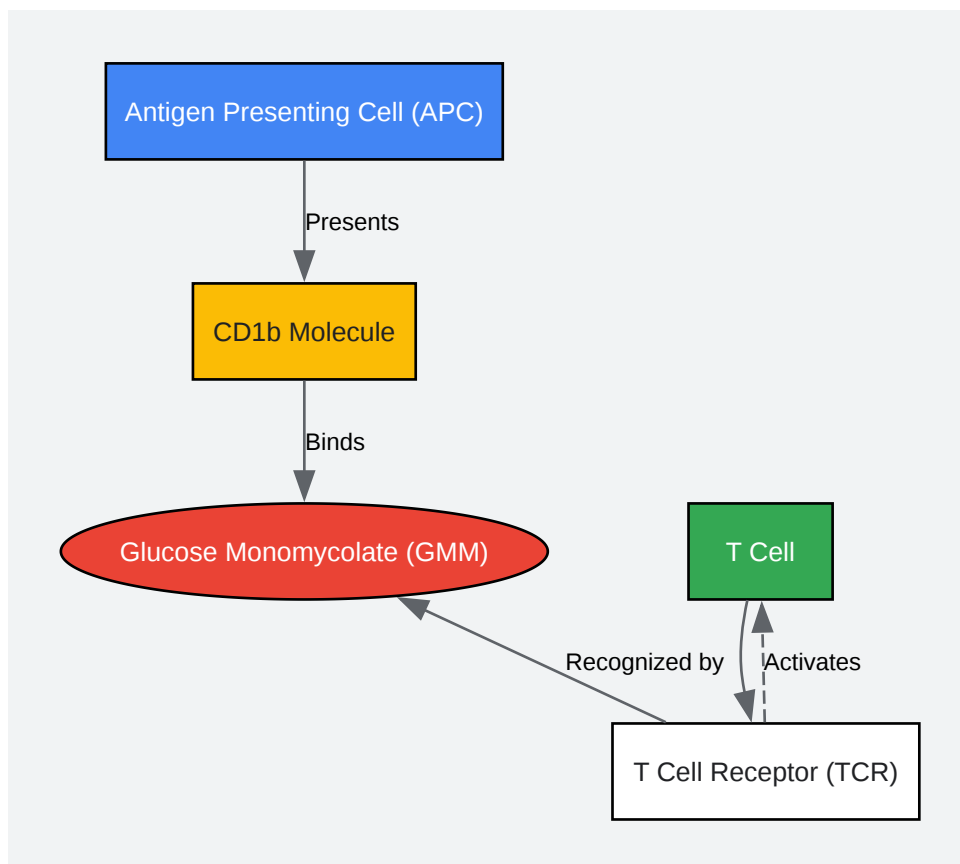 Antigen Presenting Cell (APC)
Presents
CD1b Molecule
Binds
Glucose Monomycolate (GMM)
T Cell
Recognized by
Activates
T Cell Receptor (TCR)